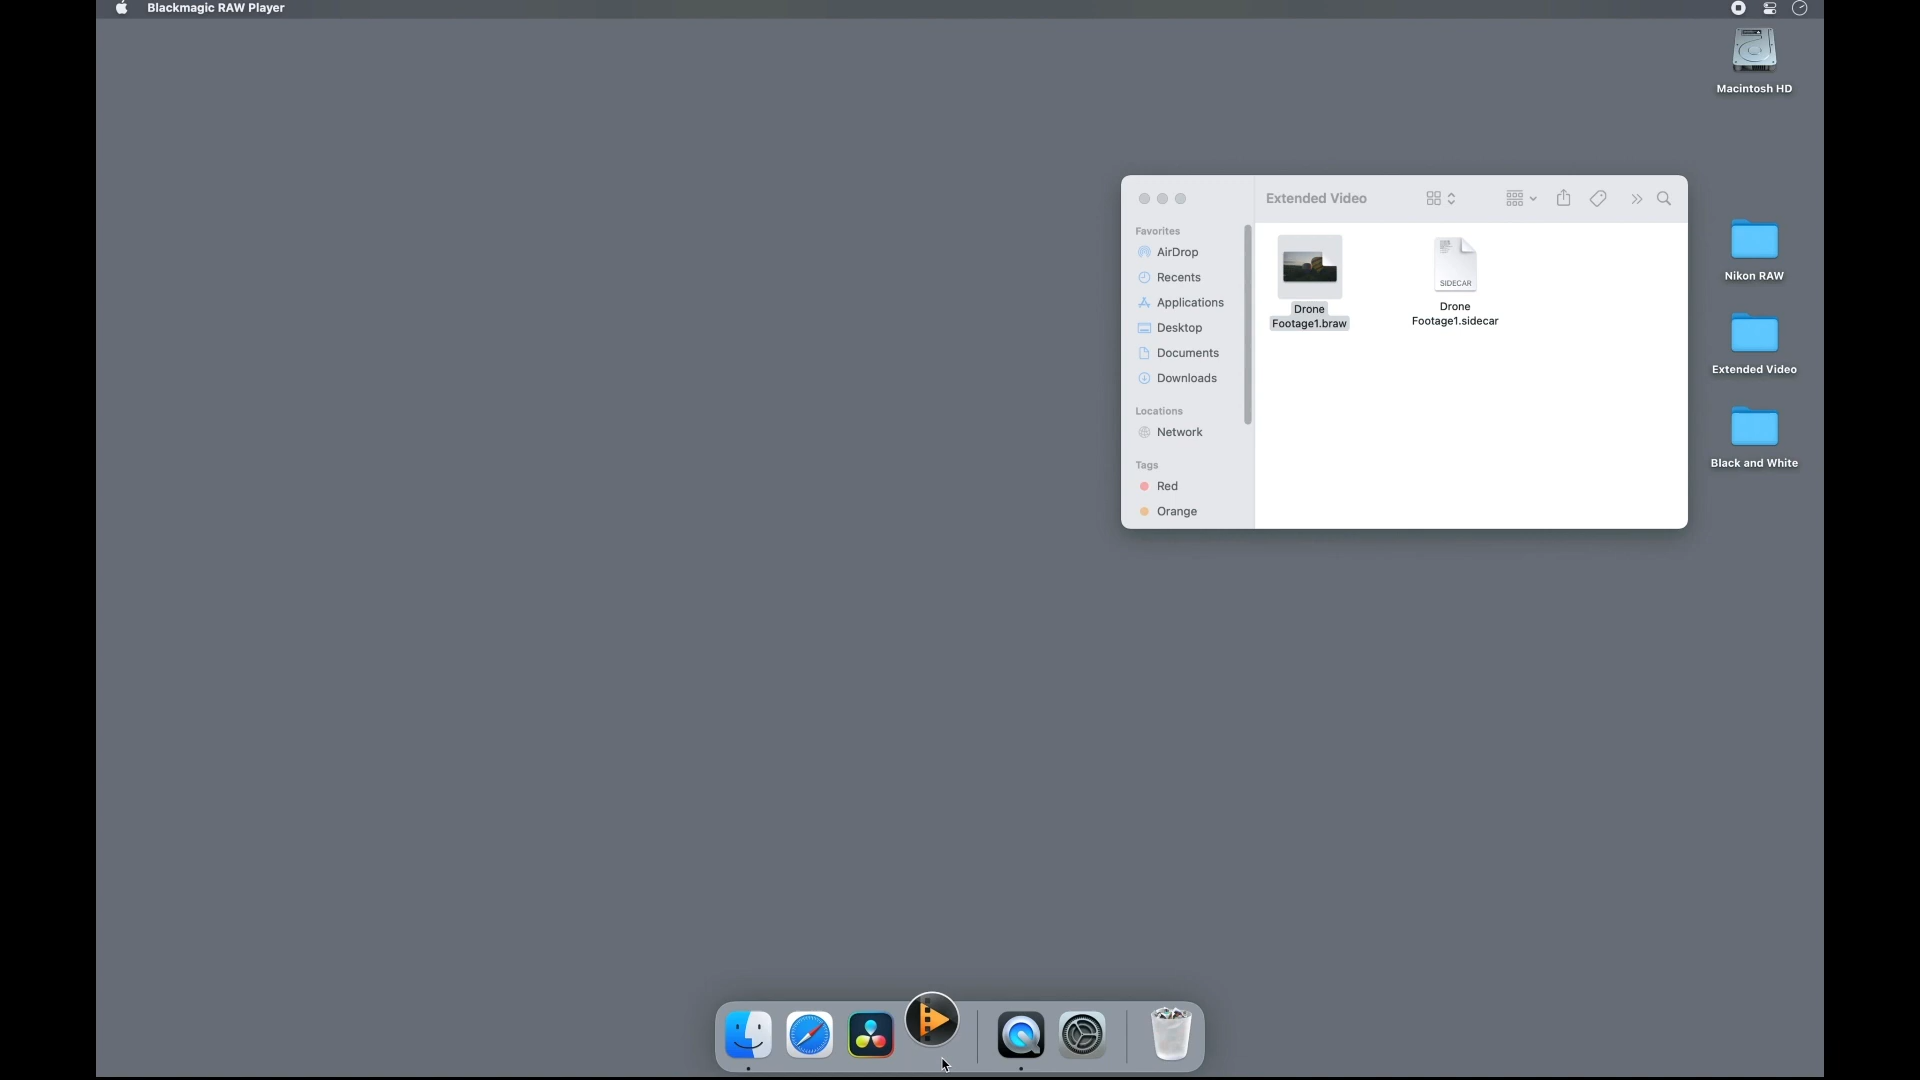 Blackmagic RAW Player
Macintosh HD
Extended Video
Favorites
AirDrop
Recents
Applications
Desktop
Documents
Downloads
Locations
Network
Tags
Red
Orange
Drone
Footage1.braw
SIDECAR
Drone
Footage1.sidecar
Nikon RAW
Extended Video
Black and White